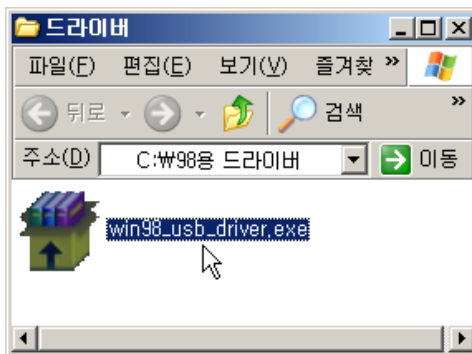 드라이버
파일(F) 편집(E) 보기(V) 즐겨찾 »
뒤로 검색 »
주소(D) C:₩98용 드라이버 이동
win98_usb_driver.exe